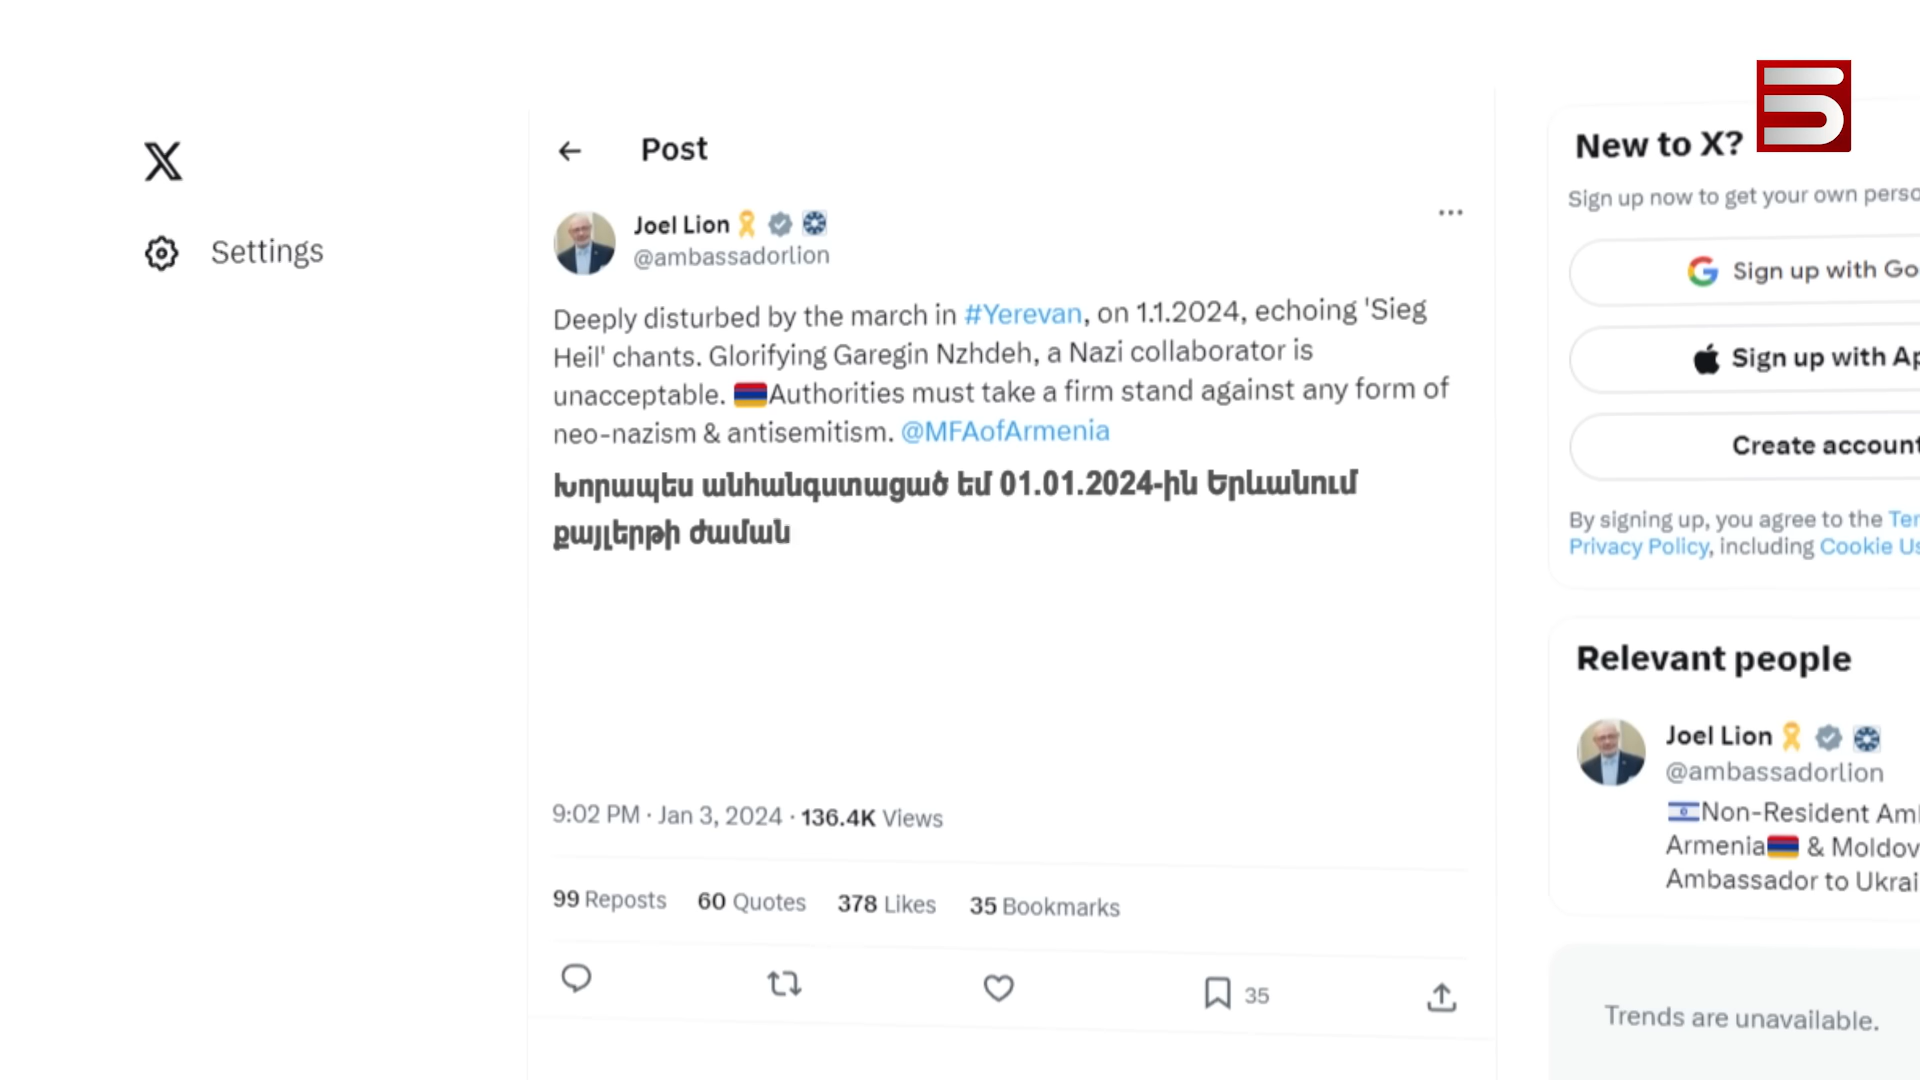 Post
New to X?
Sign up now to get your own perso
Settings
Joel Lion
@ambassadorlion
Deeply disturbed by the march in #Yerevan, on 1.1.2024, echoing 'Sieg
Heil' chants. Glorifying Garegin Nzhdeh, a Nazi collaborator is
unacceptable. Authorities must take a firm stand against any form of
neo-nazism & antisemitism. @MFAofArmenia
Խորապես անհանգստացած եմ 01.01.2024-ին Երևանում
քայլերթի ժաման
9:02 PM · Jan 3, 2024 · 136.4K Views
99 Reposts 60 Quotes 378 Likes 35 Bookmarks
35
Sign up with Go
Sign up with Ap
Create account
By signing up, you agree to the Ter
Privacy Policy, including Cookie Us
Relevant people
Joel Lion
@ambassadorlion
Non-Resident Am
Armenia & Moldov
Ambassador to Ukrai
Trends are unavailable.